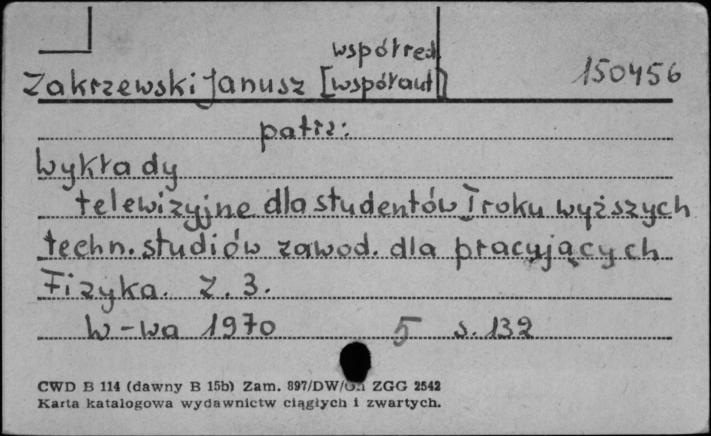 współred.
Zakrzewski Janusz [współaut] 150456
patrz:
Wykłady
telewizyjne dla studentów I roku wyższych
techn. studiów zawod. dla pracujących
Fizyka. Z. 3.
W-wa 1970 5 s. 132
CWD B 114 (dawny B 15b) Zam. 897/DW/ ZGG 2542
Karta katalogowa wydawnictw ciągłych i zwartych.